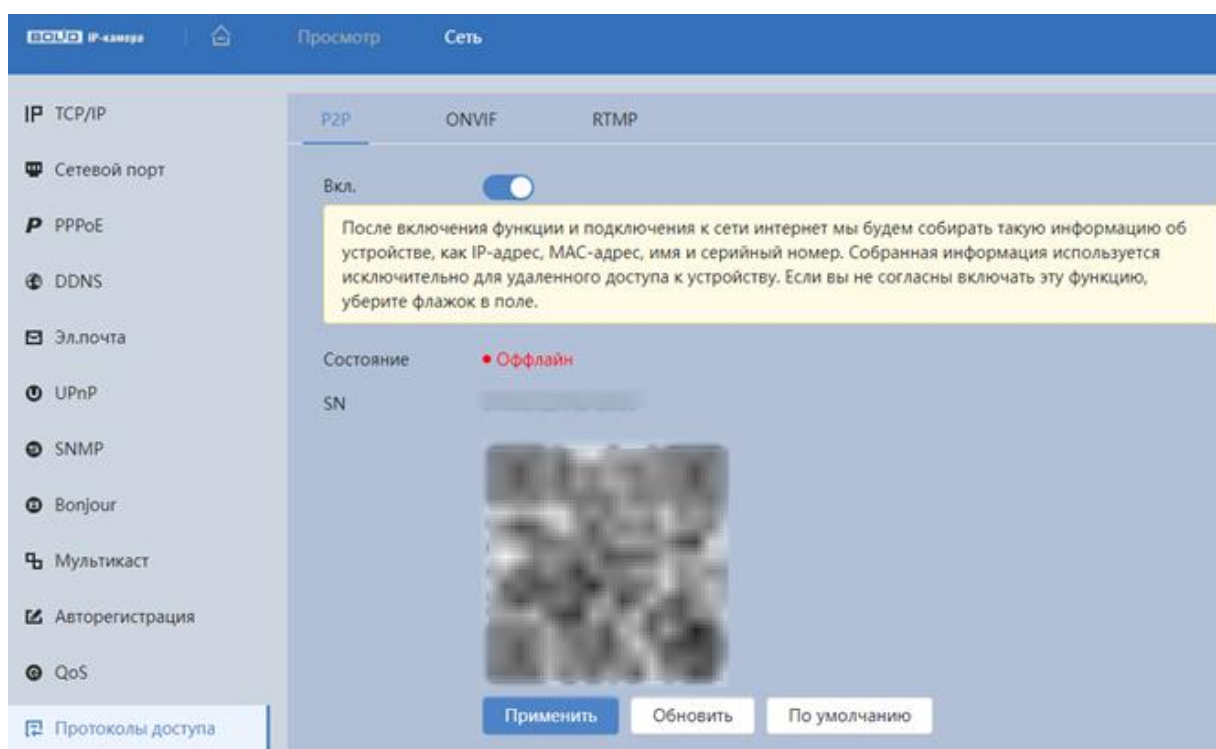 BOLID IP-камера
Просмотр
Сеть
IP TCP/IP
Сетевой порт
P PPPoE
DDNS
Эл.почта
UPnP
SNMP
Bonjour
Мультикаст
Авторегистрация
QoS
Протоколы доступа
P2P
ONVIF
RTMP
Вкл.
После включения функции и подключения к сети интернет мы будем собирать такую информацию об
устройстве, как IP-адрес, MAC-адрес, имя и серийный номер. Собранная информация используется
исключительно для удаленного доступа к устройству. Если вы не согласны включать эту функцию,
уберите флажок в поле.
Состояние
Оффлайн
SN
Применить
Обновить
По умолчанию